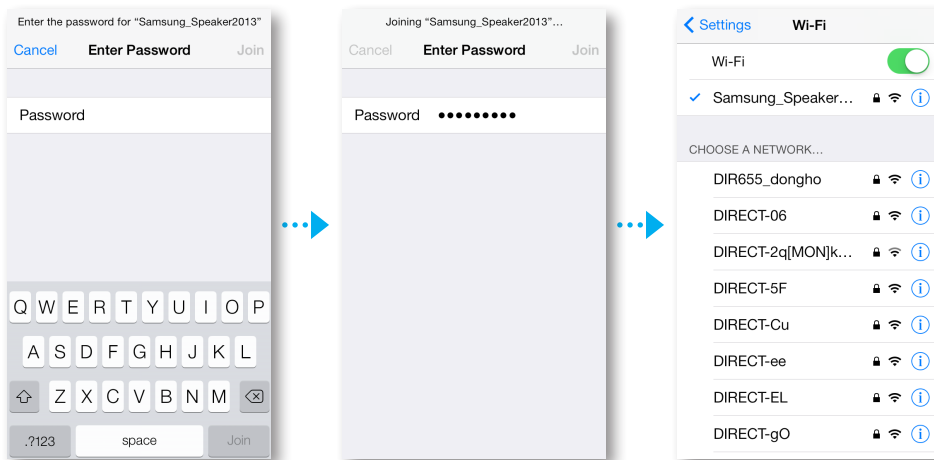 Enter the password for “Samsung_Speaker2013”
Cancel Enter Password Join
Password
Q W E R T Y U I O P
A S D F G H J K L
Z X C V B N M
.?123 space Join
Joining “Samsung_Speaker2013”...
Cancel Enter Password Join
Password •••••••••
Settings Wi-Fi
Wi-Fi
Samsung_Speaker...
CHOOSE A NETWORK...
DIR655_dongho
DIRECT-06
DIRECT-2q[MON]k...
DIRECT-5F
DIRECT-Cu
DIRECT-ee
DIRECT-EL
DIRECT-gO